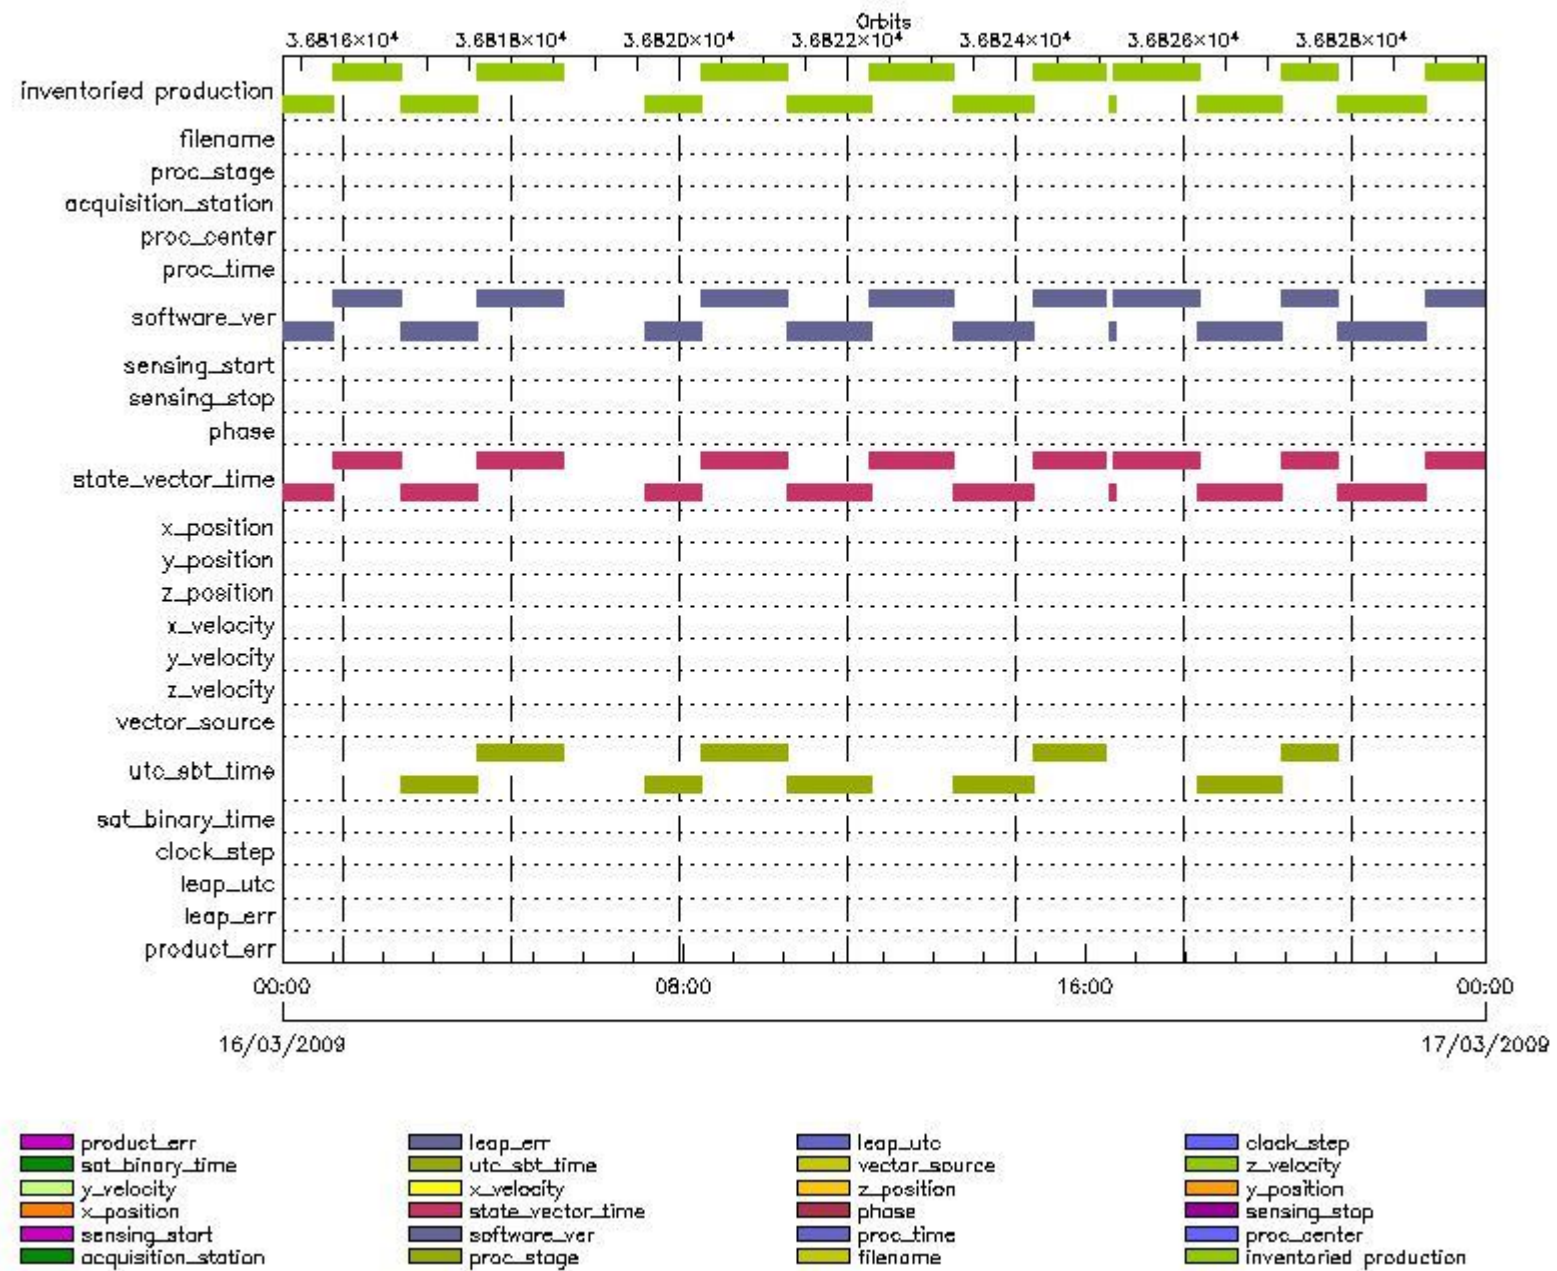 Orbits
3.6816×10⁴ 3.6818×10⁴ 3.6820×10⁴ 3.6822×10⁴ 3.6824×10⁴ 3.6826×10⁴ 3.6828×10⁴
inventoried production
filename
proc_stage
acquisition_station
proc_center
proc_time
software_ver
sensing_start
sensing_stop
phase
state_vector_time
x_position
y_position
z_position
x_velocity
y_velocity
z_velocity
vector_source
utc_sbt_time
sat_binary_time
clock_step
leap_utc
leap_err
product_err
00:00 08:00 16:00 00:00
16/03/2009 17/03/2009
product_err leap_err leap_utc clock_step
sat_binary_time utc_sbt_time vector_source z_velocity
y_velocity x_velocity z_position y_position
x_position state_vector_time phase sensing_stop
sensing_start software_ver proc_time proc_center
acquisition_station proc_stage filename inventoried production